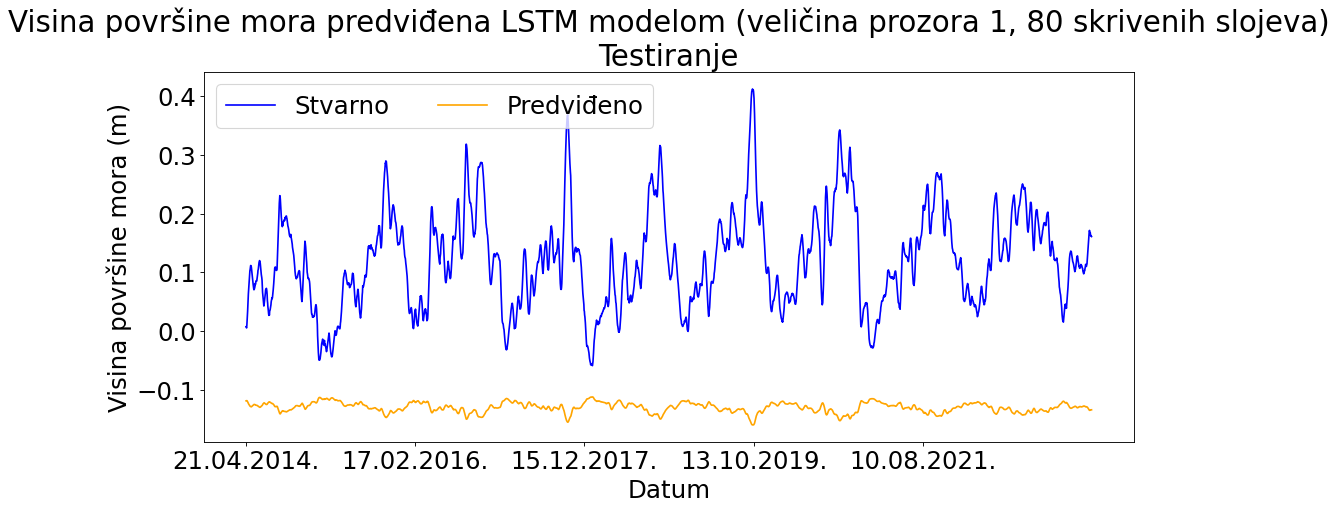 Visina površine mora predviđena LSTM modelom (veličina prozora 1, 80 skrivenih slojeva)
Testiranje
Stvarno Predviđeno
Visina površine mora (m)
0.4
0.3
0.2
0.1
0.0
−0.1
21.04.2014. 17.02.2016. 15.12.2017. 13.10.2019. 10.08.2021.
Datum